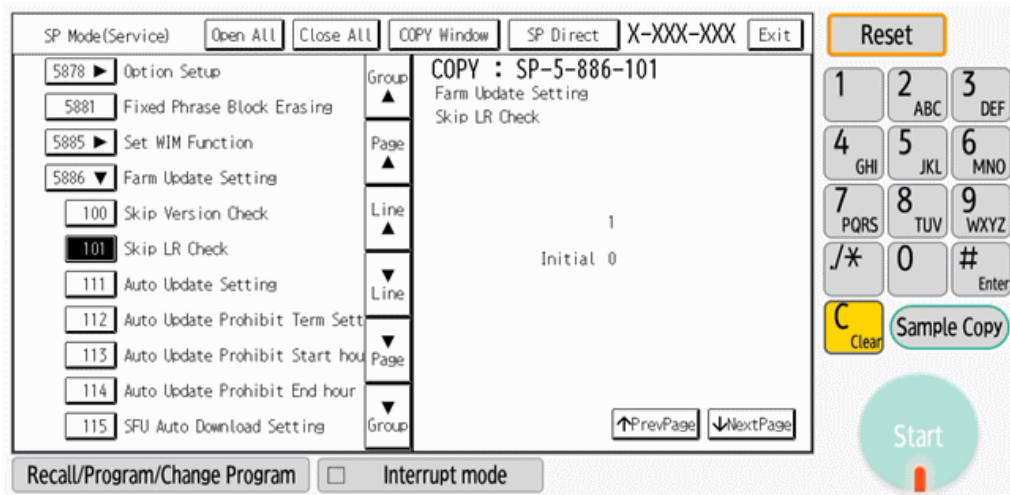 SP Mode(Service) Open All Close All COPY Window SP Direct X-XXX-XXX Exit
5878 ▶ Option Setup
5881 Fixed Phrase Block Erasing
5885 ▶ Set WIM Function
5886 ▼ Farm Update Setting
100 Skip Version Check
101 Skip LR Check
111 Auto Update Setting
112 Auto Update Prohibit Term Sett
113 Auto Update Prohibit Start hou
114 Auto Update Prohibit End hour
115 SFU Auto Download Setting
Group
▲
Page
▲
Line
▲
▼
Line
▼
Page
▼
Group
COPY : SP-5-886-101
Farm Update Setting
Skip LR Check
1
Initial 0
↑PrevPage ↓NextPage
Reset
1 2 ABC 3 DEF
4 GHI 5 JKL 6 MNO
7 PQRS 8 TUV 9 WXYZ
./* 0 # Enter
C Clear Sample Copy
Start
Recall/Program/Change Program □ Interrupt mode